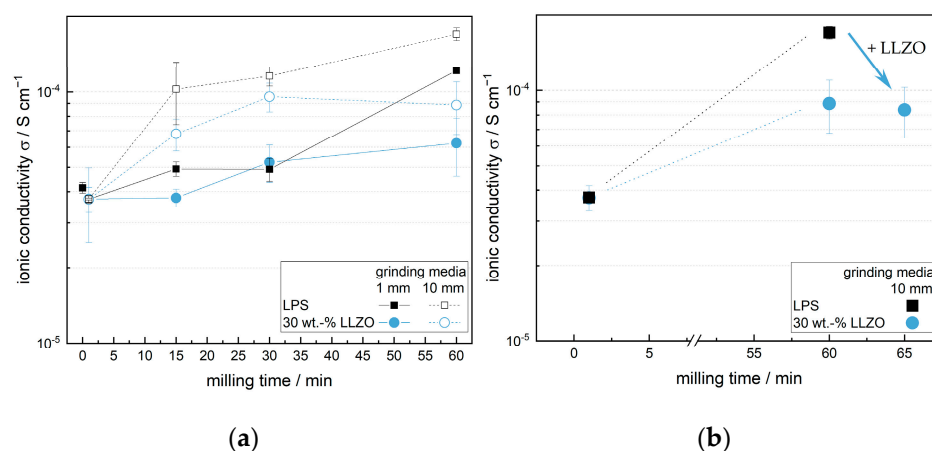 ionic conductivity σ / S cm⁻¹
10⁻⁴
10⁻⁵
grinding media
1 mm 10 mm
LPS
30 wt.-% LLZO
0 5 10 15 20 25 30 35 40 45 50 55 60
milling time / min
(a)
ionic conductivity σ / S cm⁻¹
10⁻⁴
10⁻⁵
+ LLZO
grinding media
10 mm
LPS
30 wt.-% LLZO
0 5 55 60 65
milling time / min
(b)